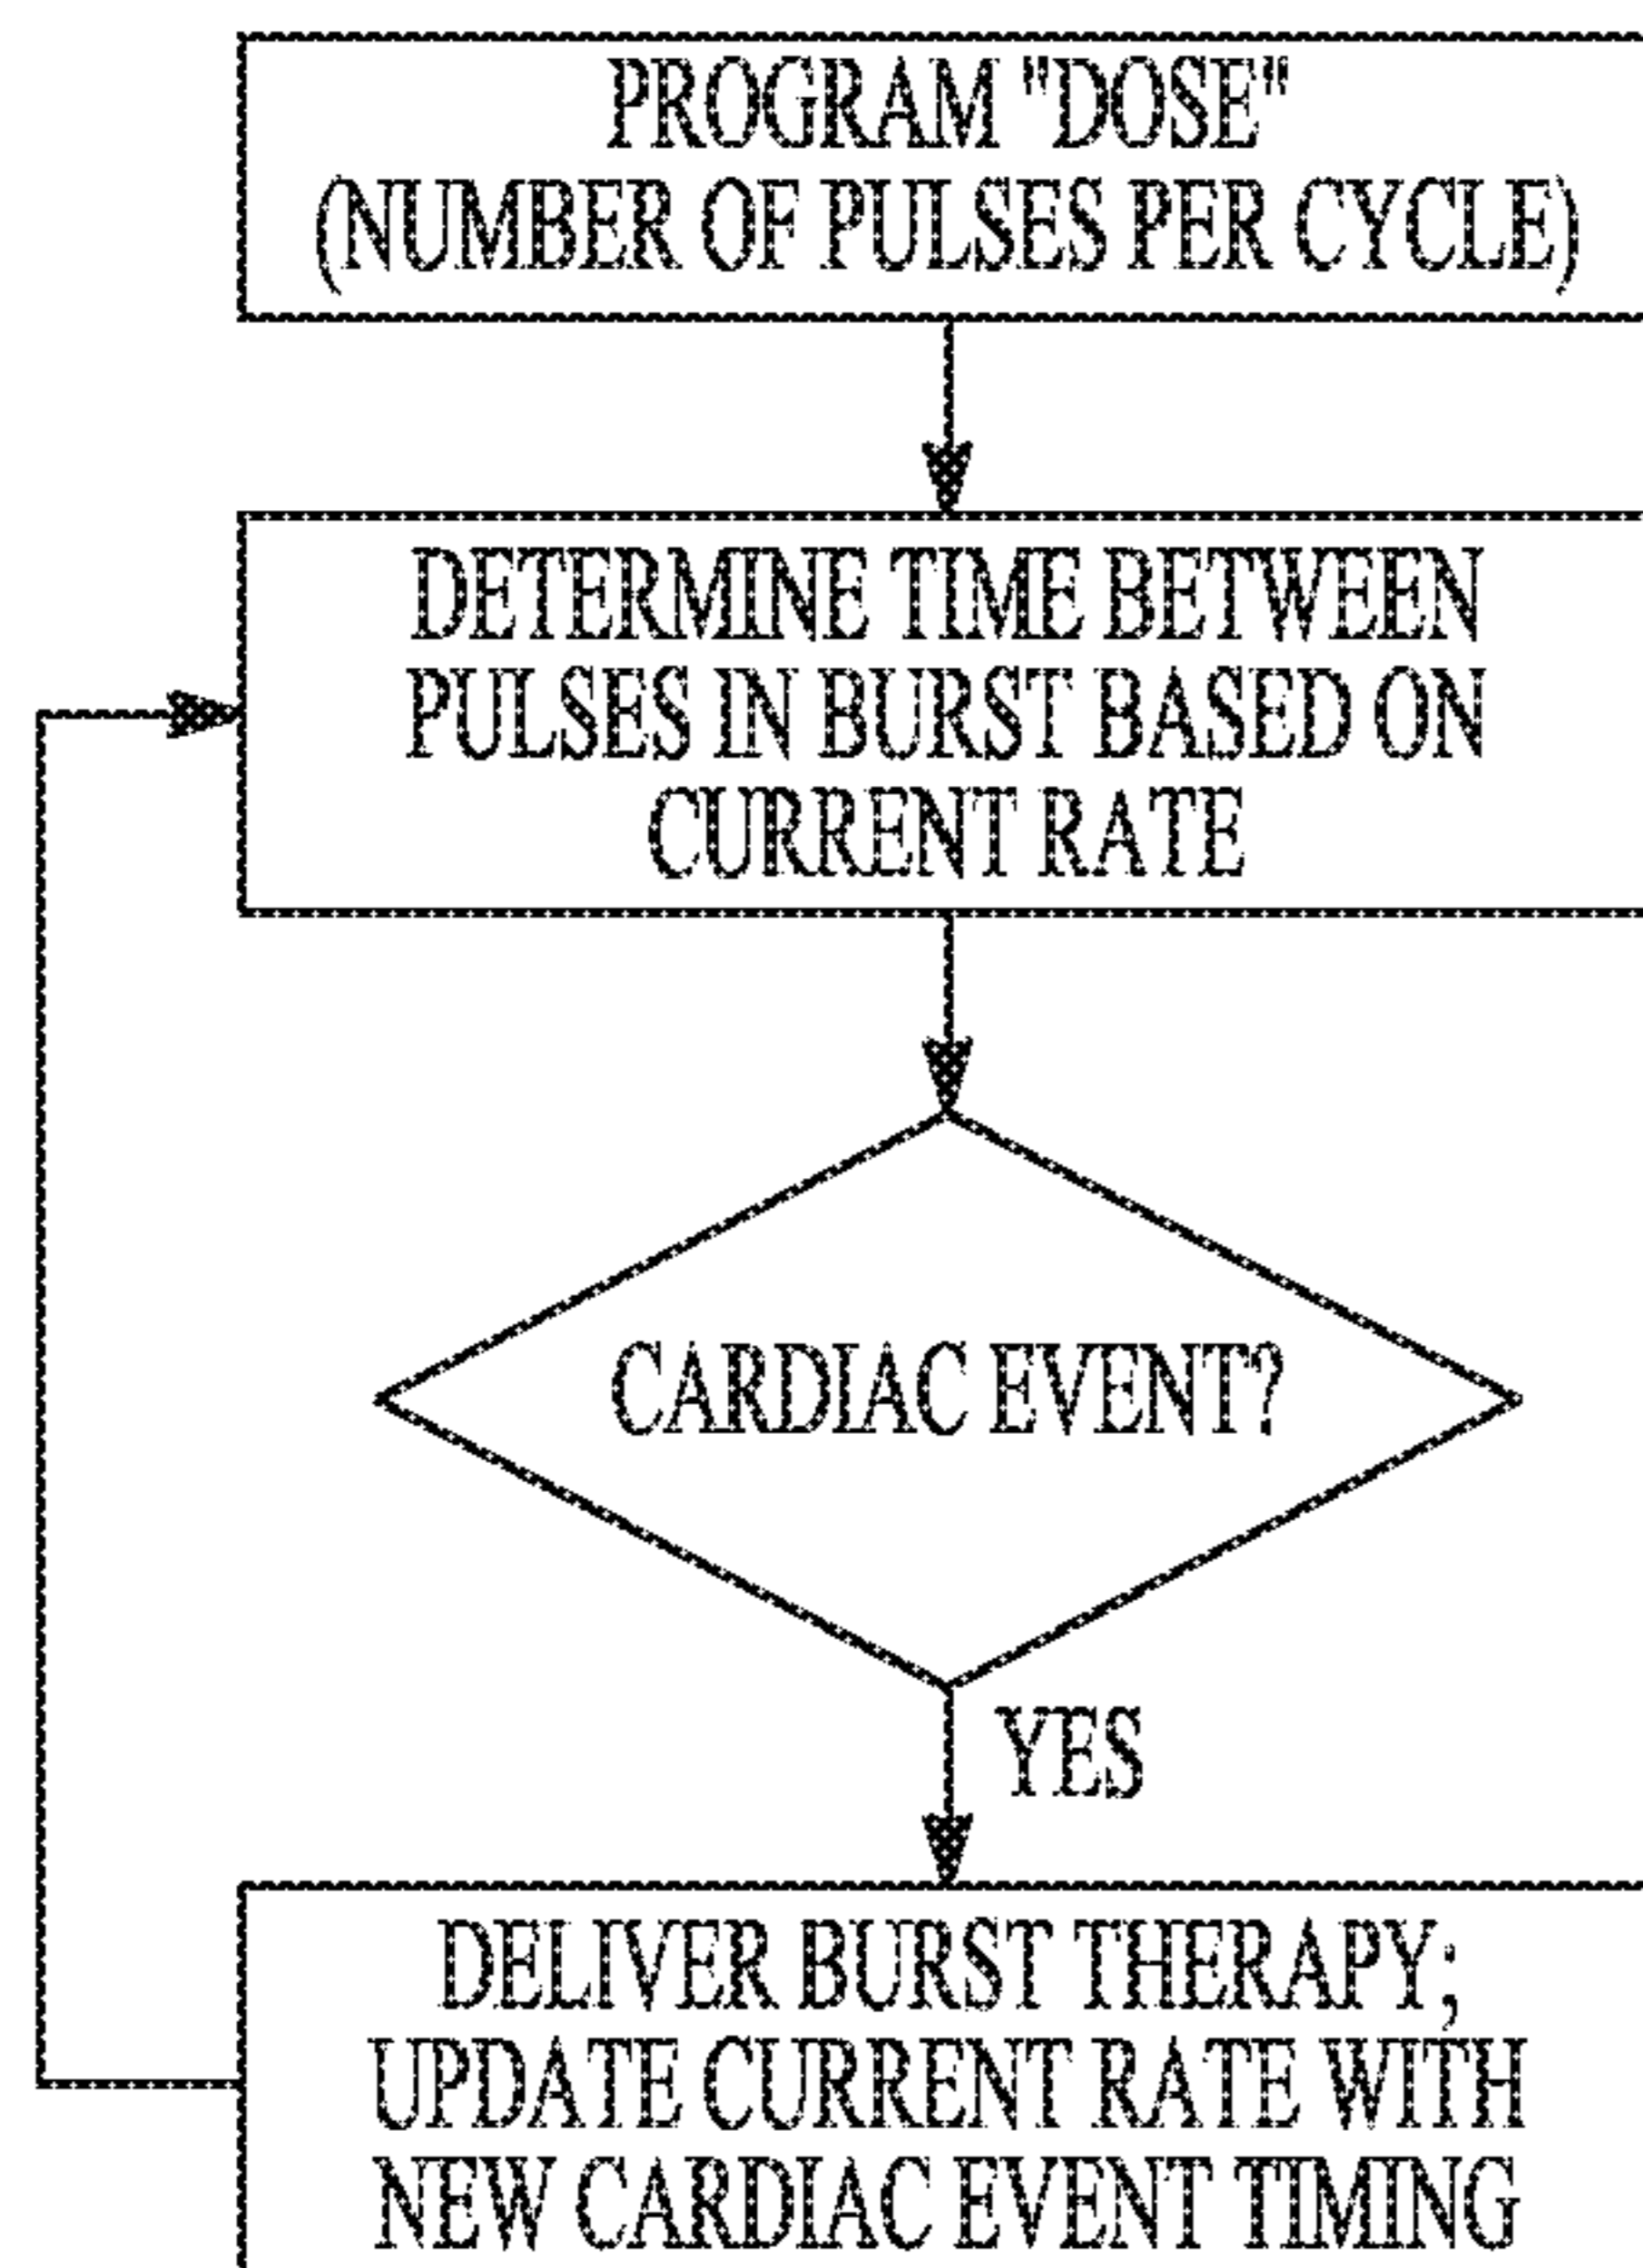 PROGRAM "DOSE"
(NUMBER OF PULSES PER CYCLE)
DETERMINE TIME BETWEEN
PULSES IN BURST BASED ON
CURRENT RATE
CARDIAC EVENT?
YES
DELIVER BURST THERAPY;
UPDATE CURRENT RATE WITH
NEW CARDIAC EVENT TIMING